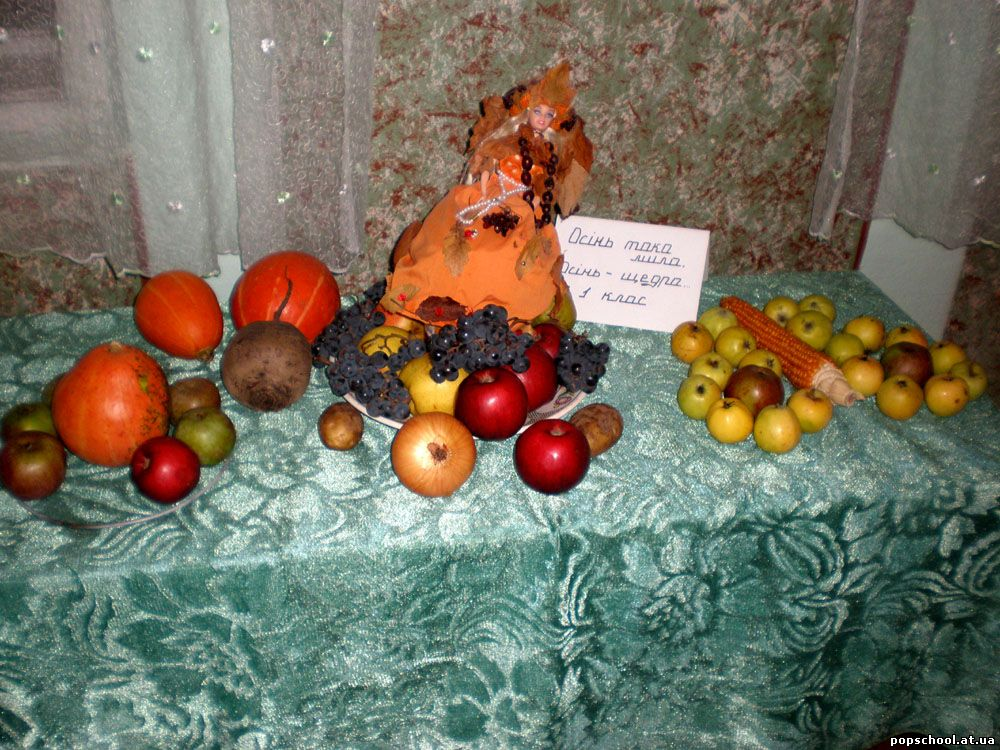 Осінь така
мила,
Осінь - щедра...
1 клас
popschool.at.ua